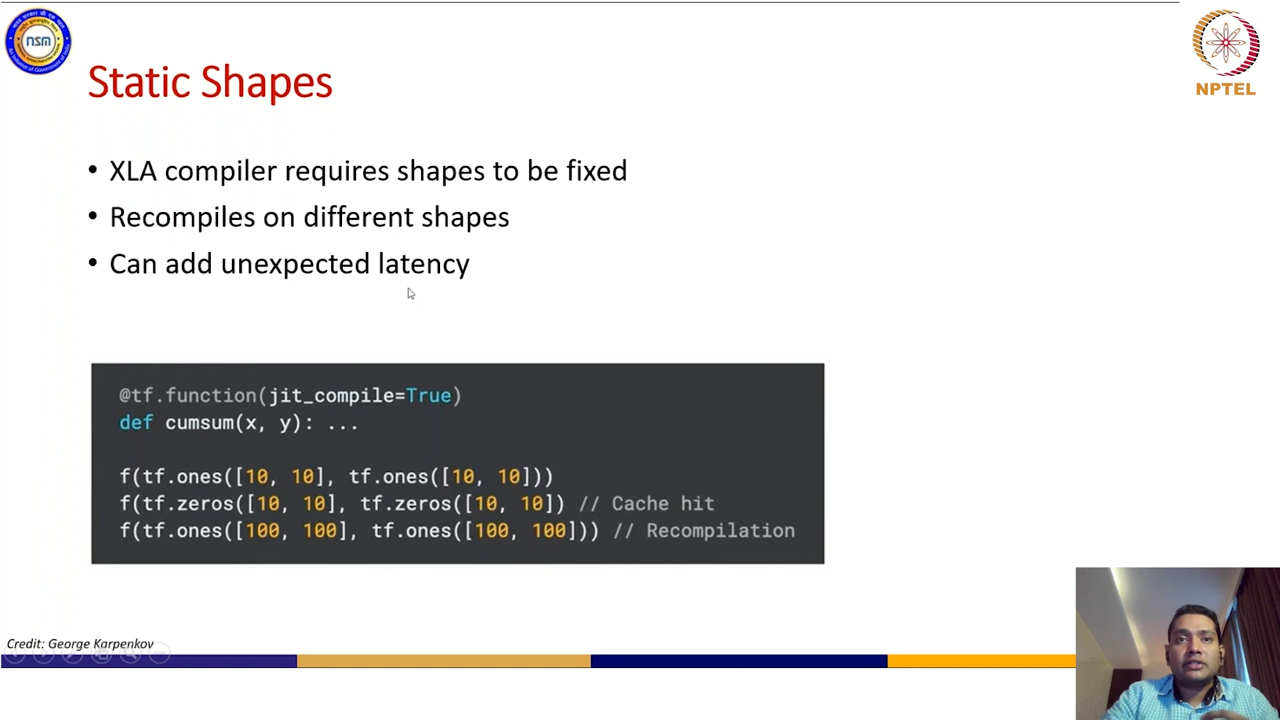 nsm
NPTEL
Static Shapes
• XLA compiler requires shapes to be fixed
• Recompiles on different shapes
• Can add unexpected latency
@tf.function(jit_compile=True)
def cumsum(x, y): ...
f(tf.ones([10, 10], tf.ones([10, 10]))
f(tf.zeros([10, 10], tf.zeros([10, 10]) // Cache hit
f(tf.ones([100, 100], tf.ones([100, 100])) // Recompilation
Credit: George Karpenkov